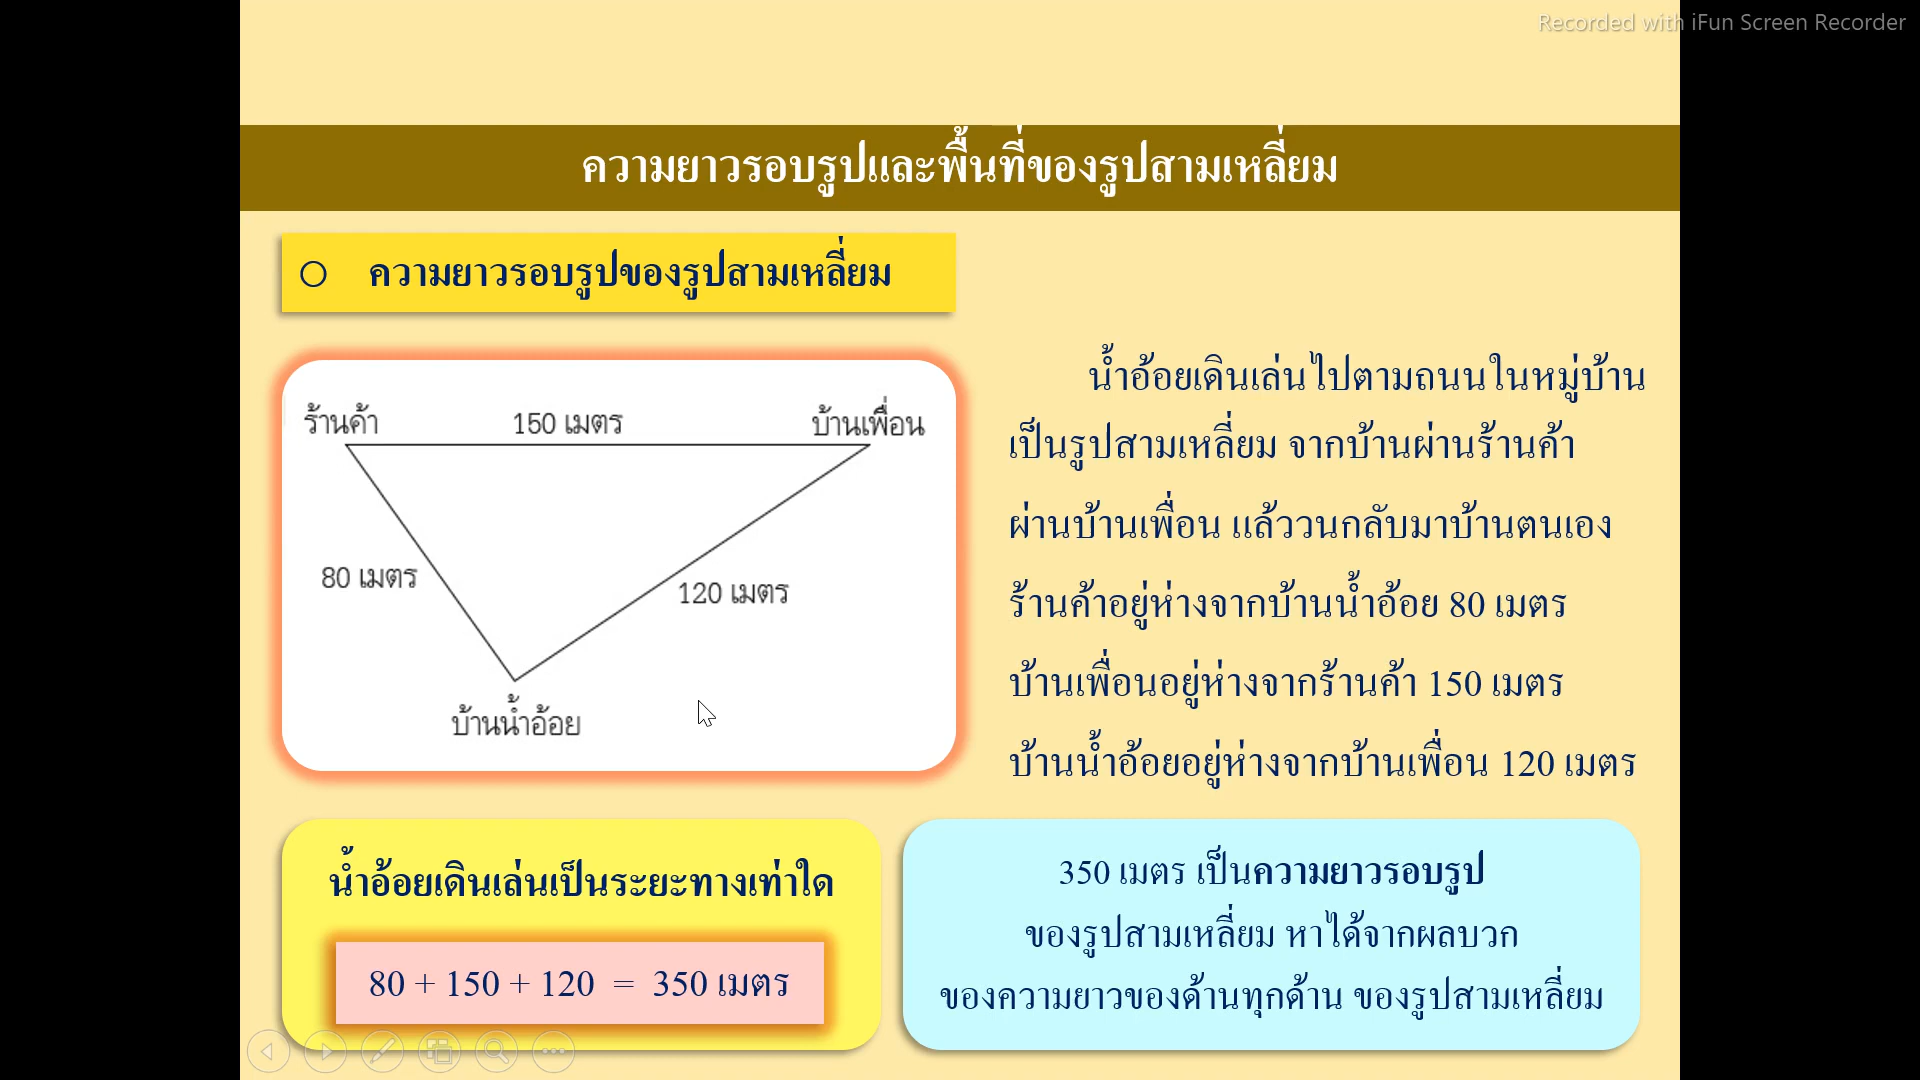 Recorded with iFun Screen Recorder
ความยาวรอบรูปและพื้นที่ของรูปสามเหลี่ยม
ความยาวรอบรูปของรูปสามเหลี่ยม
ร้านค้า 150 เมตร บ้านเพื่อน
80 เมตร
120 เมตร
บ้านน้ำอ้อย
น้ำอ้อยเดินเล่นไปตามถนนในหมู่บ้าน
เป็นรูปสามเหลี่ยม จากบ้านผ่านร้านค้า
ผ่านบ้านเพื่อน แล้ววนกลับมาบ้านตนเอง
ร้านค้าอยู่ห่างจากบ้านน้ำอ้อย 80 เมตร
บ้านเพื่อนอยู่ห่างจากร้านค้า 150 เมตร
บ้านน้ำอ้อยอยู่ห่างจากบ้านเพื่อน 120 เมตร
น้ำอ้อยเดินเล่นเป็นระยะทางเท่าใด
80 + 150 + 120 = 350 เมตร
350 เมตร เป็นความยาวรอบรูป
ของรูปสามเหลี่ยม หาได้จากผลบวก
ของความยาวของด้านทุกด้าน ของรูปสามเหลี่ยม